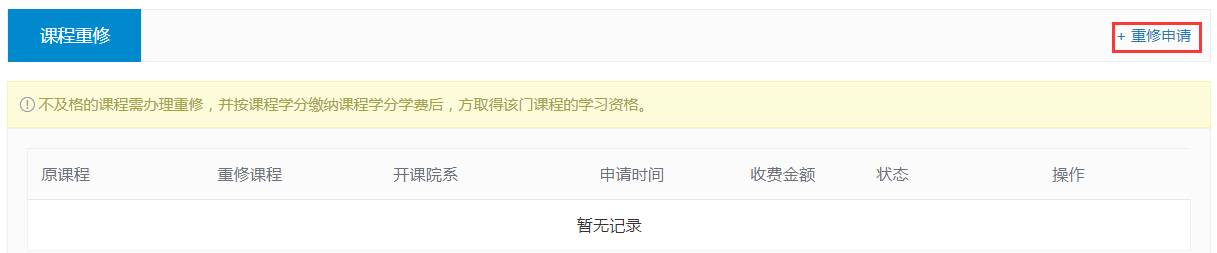 课程重修
+ 重修申请
不及格的课程需办理重修，并按课程学分缴纳课程学分学费后，方取得该门课程的学习资格。
原课程 重修课程 开课院系 申请时间 收费金额 状态 操作
暂无记录